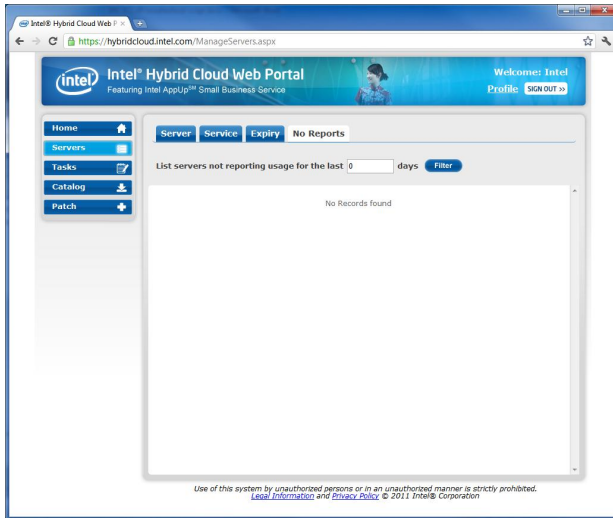 Intel® Hybrid Cloud Web P
https://hybridcloud.intel.com/ManageServers.aspx
intel
Intel® Hybrid Cloud Web Portal
Featuring Intel AppUp℠ Small Business Service
Welcome: Intel
Profile SIGN OUT »
Home
Servers
Tasks
Catalog
Patch
Server Service Expiry No Reports
List servers not reporting usage for the last 0 days Filter
No Records found
Use of this system by unauthorized persons or in an unauthorized manner is strictly prohibited.
Legal Information and Privacy Policy © 2011 Intel® Corporation